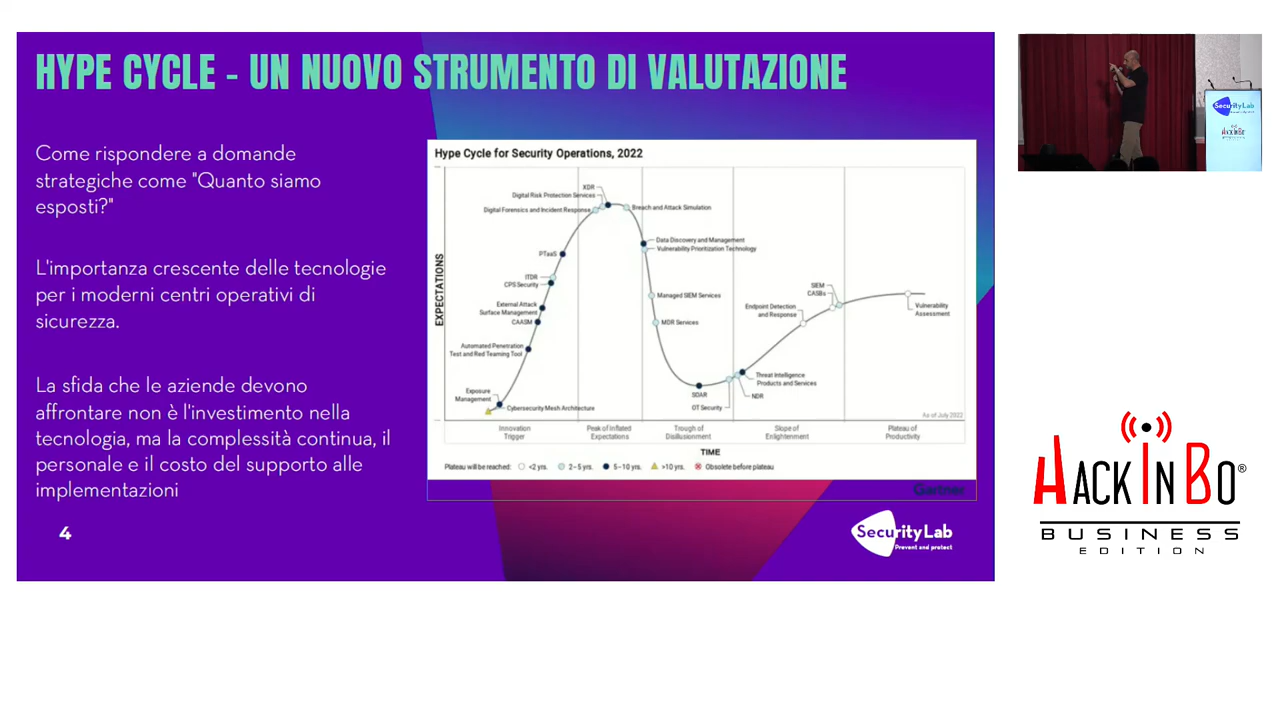 HYPE CYCLE - UN NUOVO STRUMENTO DI VALUTAZIONE
Come rispondere a domande
strategiche come "Quanto siamo
esposti?"
L'importanza crescente delle tecnologie
per i moderni centri operativi di
sicurezza.
La sfida che le aziende devono
affrontare non è l'investimento nella
tecnologia, ma la complessità continua, il
personale e il costo del supporto alle
implementazioni
4
Hype Cycle for Security Operations, 2022
EXPECTATIONS
XDR
Digital Risk Protection Services
Digital Forensics and Incident Response
Breach and Attack Simulation
Data Discovery and Management
Vulnerability Prioritization Technology
PTaaS
ITDR
CPS Security
External Attack
Surface Management
CAASM
Automated Penetration
Test and Red Teaming Tool
Exposure
Management
Cybersecurity Mesh Architecture
Managed SIEM Services
MDR Services
SOAR
OT Security
NDR
Threat Intelligence
Products and Services
Endpoint Detection
and Response
SIEM
CASBs
Vulnerability
Assessment
As of July 2022
Innovation
Trigger
Peak of Inflated
Expectations
Trough of
Disillusionment
Slope of
Enlightenment
Plateau of
Productivity
TIME
Plateau will be reached: <2 yrs. 2–5 yrs. 5–10 yrs. >10 yrs. Obsolete before plateau
Gartner
SecurityLab
Prevent and protect
SecurityLab
HACKINBO
HACKINBO®
BUSINESS
EDITION